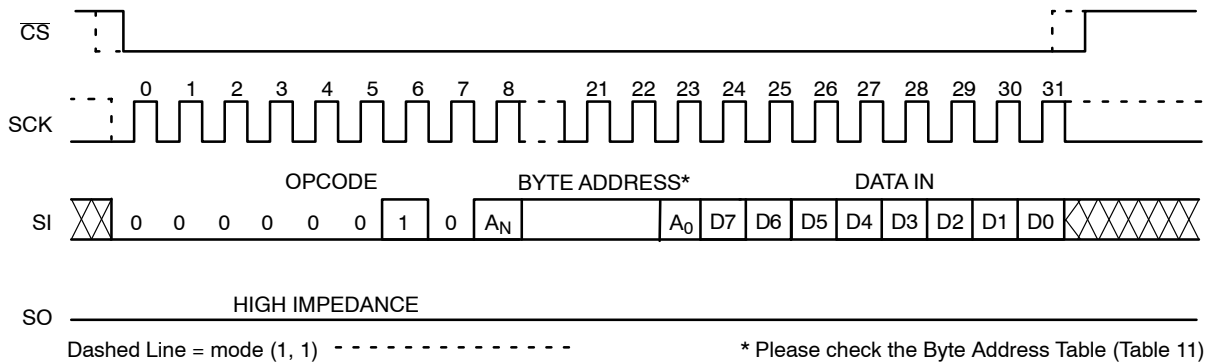 CS
0 1 2 3 4 5 6 7 8 21 22 23 24 25 26 27 28 29 30 31
SCK
OPCODE BYTE ADDRESS* DATA IN
SI 0 0 0 0 0 0 1 0 AN A0 D7 D6 D5 D4 D3 D2 D1 D0
HIGH IMPEDANCE
SO
Dashed Line = mode (1, 1) * Please check the Byte Address Table (Table 11)